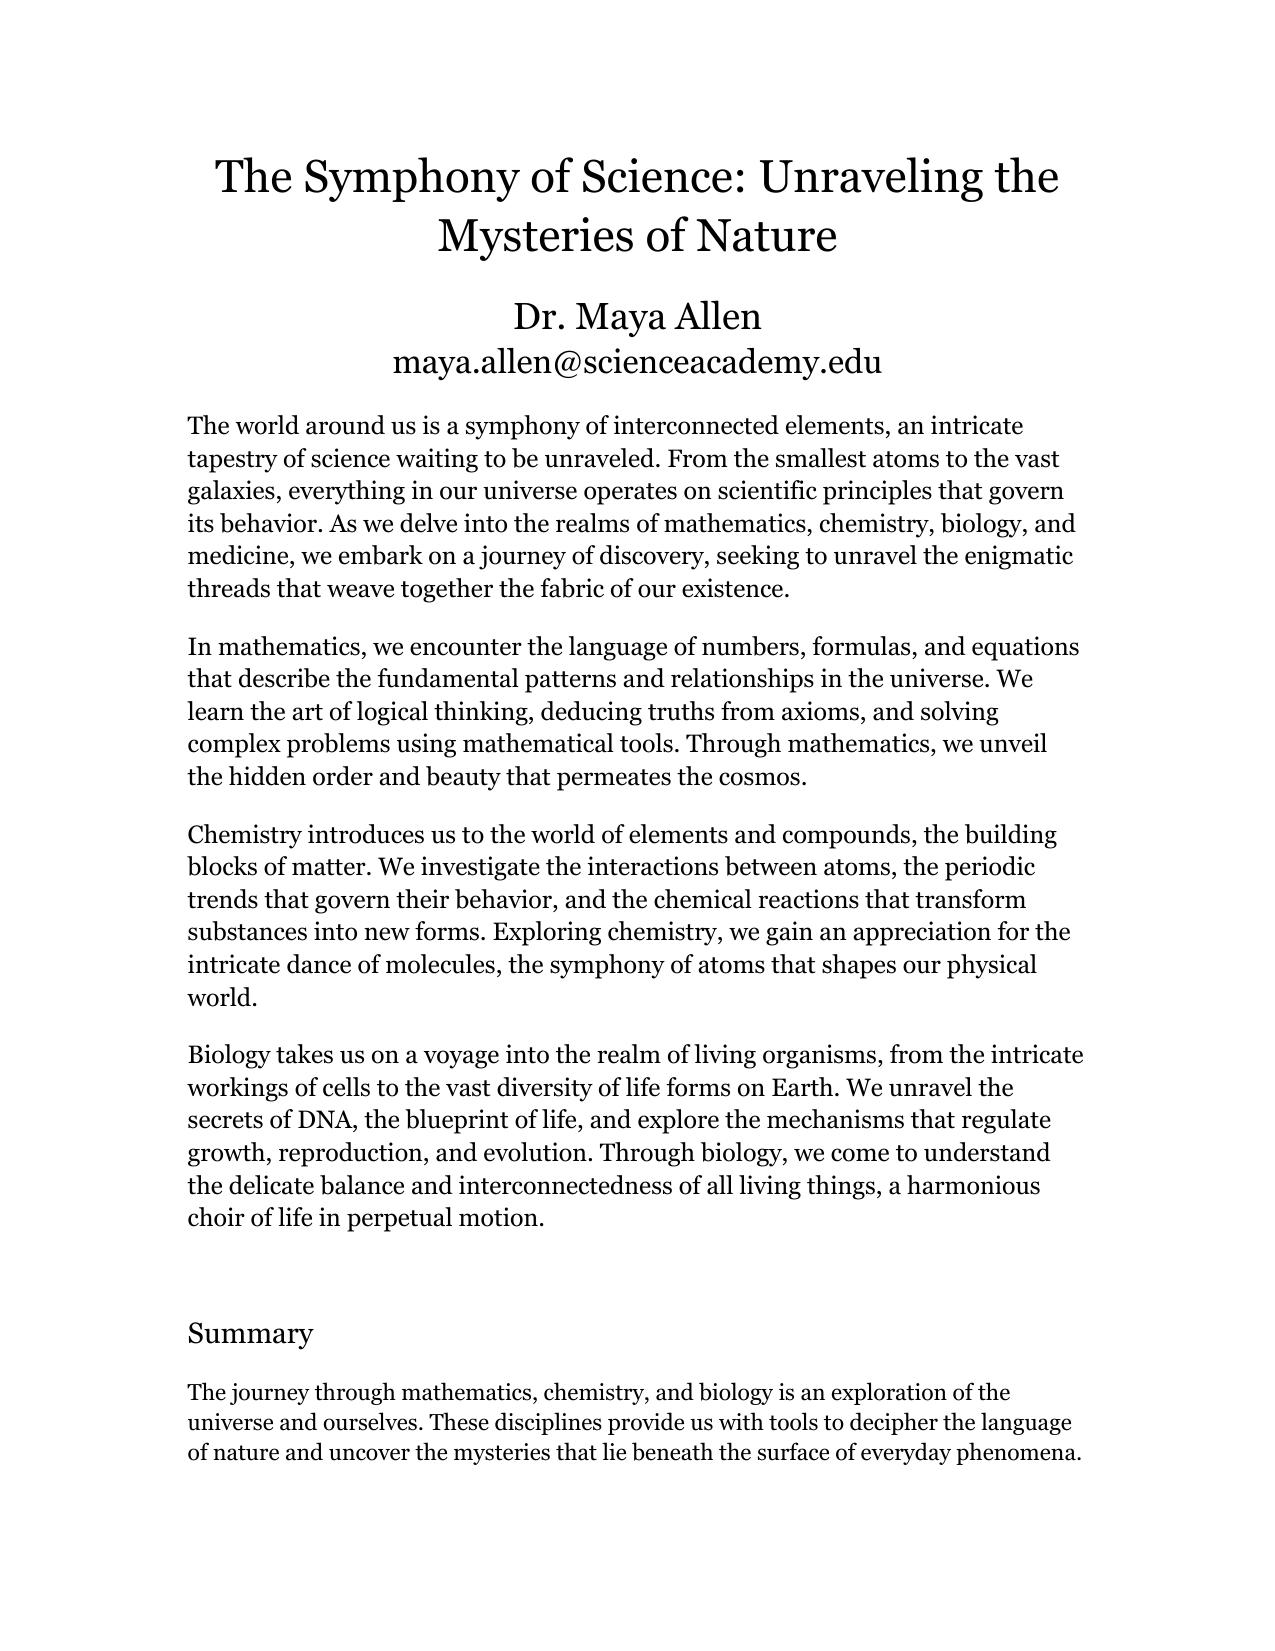 The Symphony of Science: Unraveling the
Mysteries of Nature
Dr. Maya Allen
maya.allen@scienceacademy.edu
The world around us is a symphony of interconnected elements, an intricate
tapestry of science waiting to be unraveled. From the smallest atoms to the vast
galaxies, everything in our universe operates on scientific principles that govern
its behavior. As we delve into the realms of mathematics, chemistry, biology, and
medicine, we embark on a journey of discovery, seeking to unravel the enigmatic
threads that weave together the fabric of our existence.
In mathematics, we encounter the language of numbers, formulas, and equations
that describe the fundamental patterns and relationships in the universe. We
learn the art of logical thinking, deducing truths from axioms, and solving
complex problems using mathematical tools. Through mathematics, we unveil
the hidden order and beauty that permeates the cosmos.
Chemistry introduces us to the world of elements and compounds, the building
blocks of matter. We investigate the interactions between atoms, the periodic
trends that govern their behavior, and the chemical reactions that transform
substances into new forms. Exploring chemistry, we gain an appreciation for the
intricate dance of molecules, the symphony of atoms that shapes our physical
world.
Biology takes us on a voyage into the realm of living organisms, from the intricate
workings of cells to the vast diversity of life forms on Earth. We unravel the
secrets of DNA, the blueprint of life, and explore the mechanisms that regulate
growth, reproduction, and evolution. Through biology, we come to understand
the delicate balance and interconnectedness of all living things, a harmonious
choir of life in perpetual motion.
Summary
The journey through mathematics, chemistry, and biology is an exploration of the
universe and ourselves. These disciplines provide us with tools to decipher the language
of nature and uncover the mysteries that lie beneath the surface of everyday phenomena.